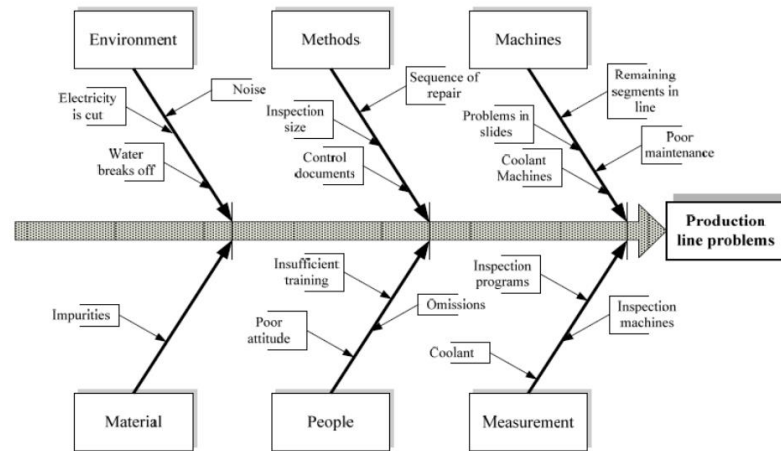 Environment
Methods
Machines
Electricity
is cut
Noise
Water
breaks off
Sequence of
repair
Inspection
size
Control
documents
Remaining
segments in
line
Problems in
slides
Poor
maintenance
Coolant
Machines
Production
line problems
Impurities
Insufficient
training
Omissions
Poor
attitude
Inspection
programs
Inspection
machines
Coolant
Material
People
Measurement